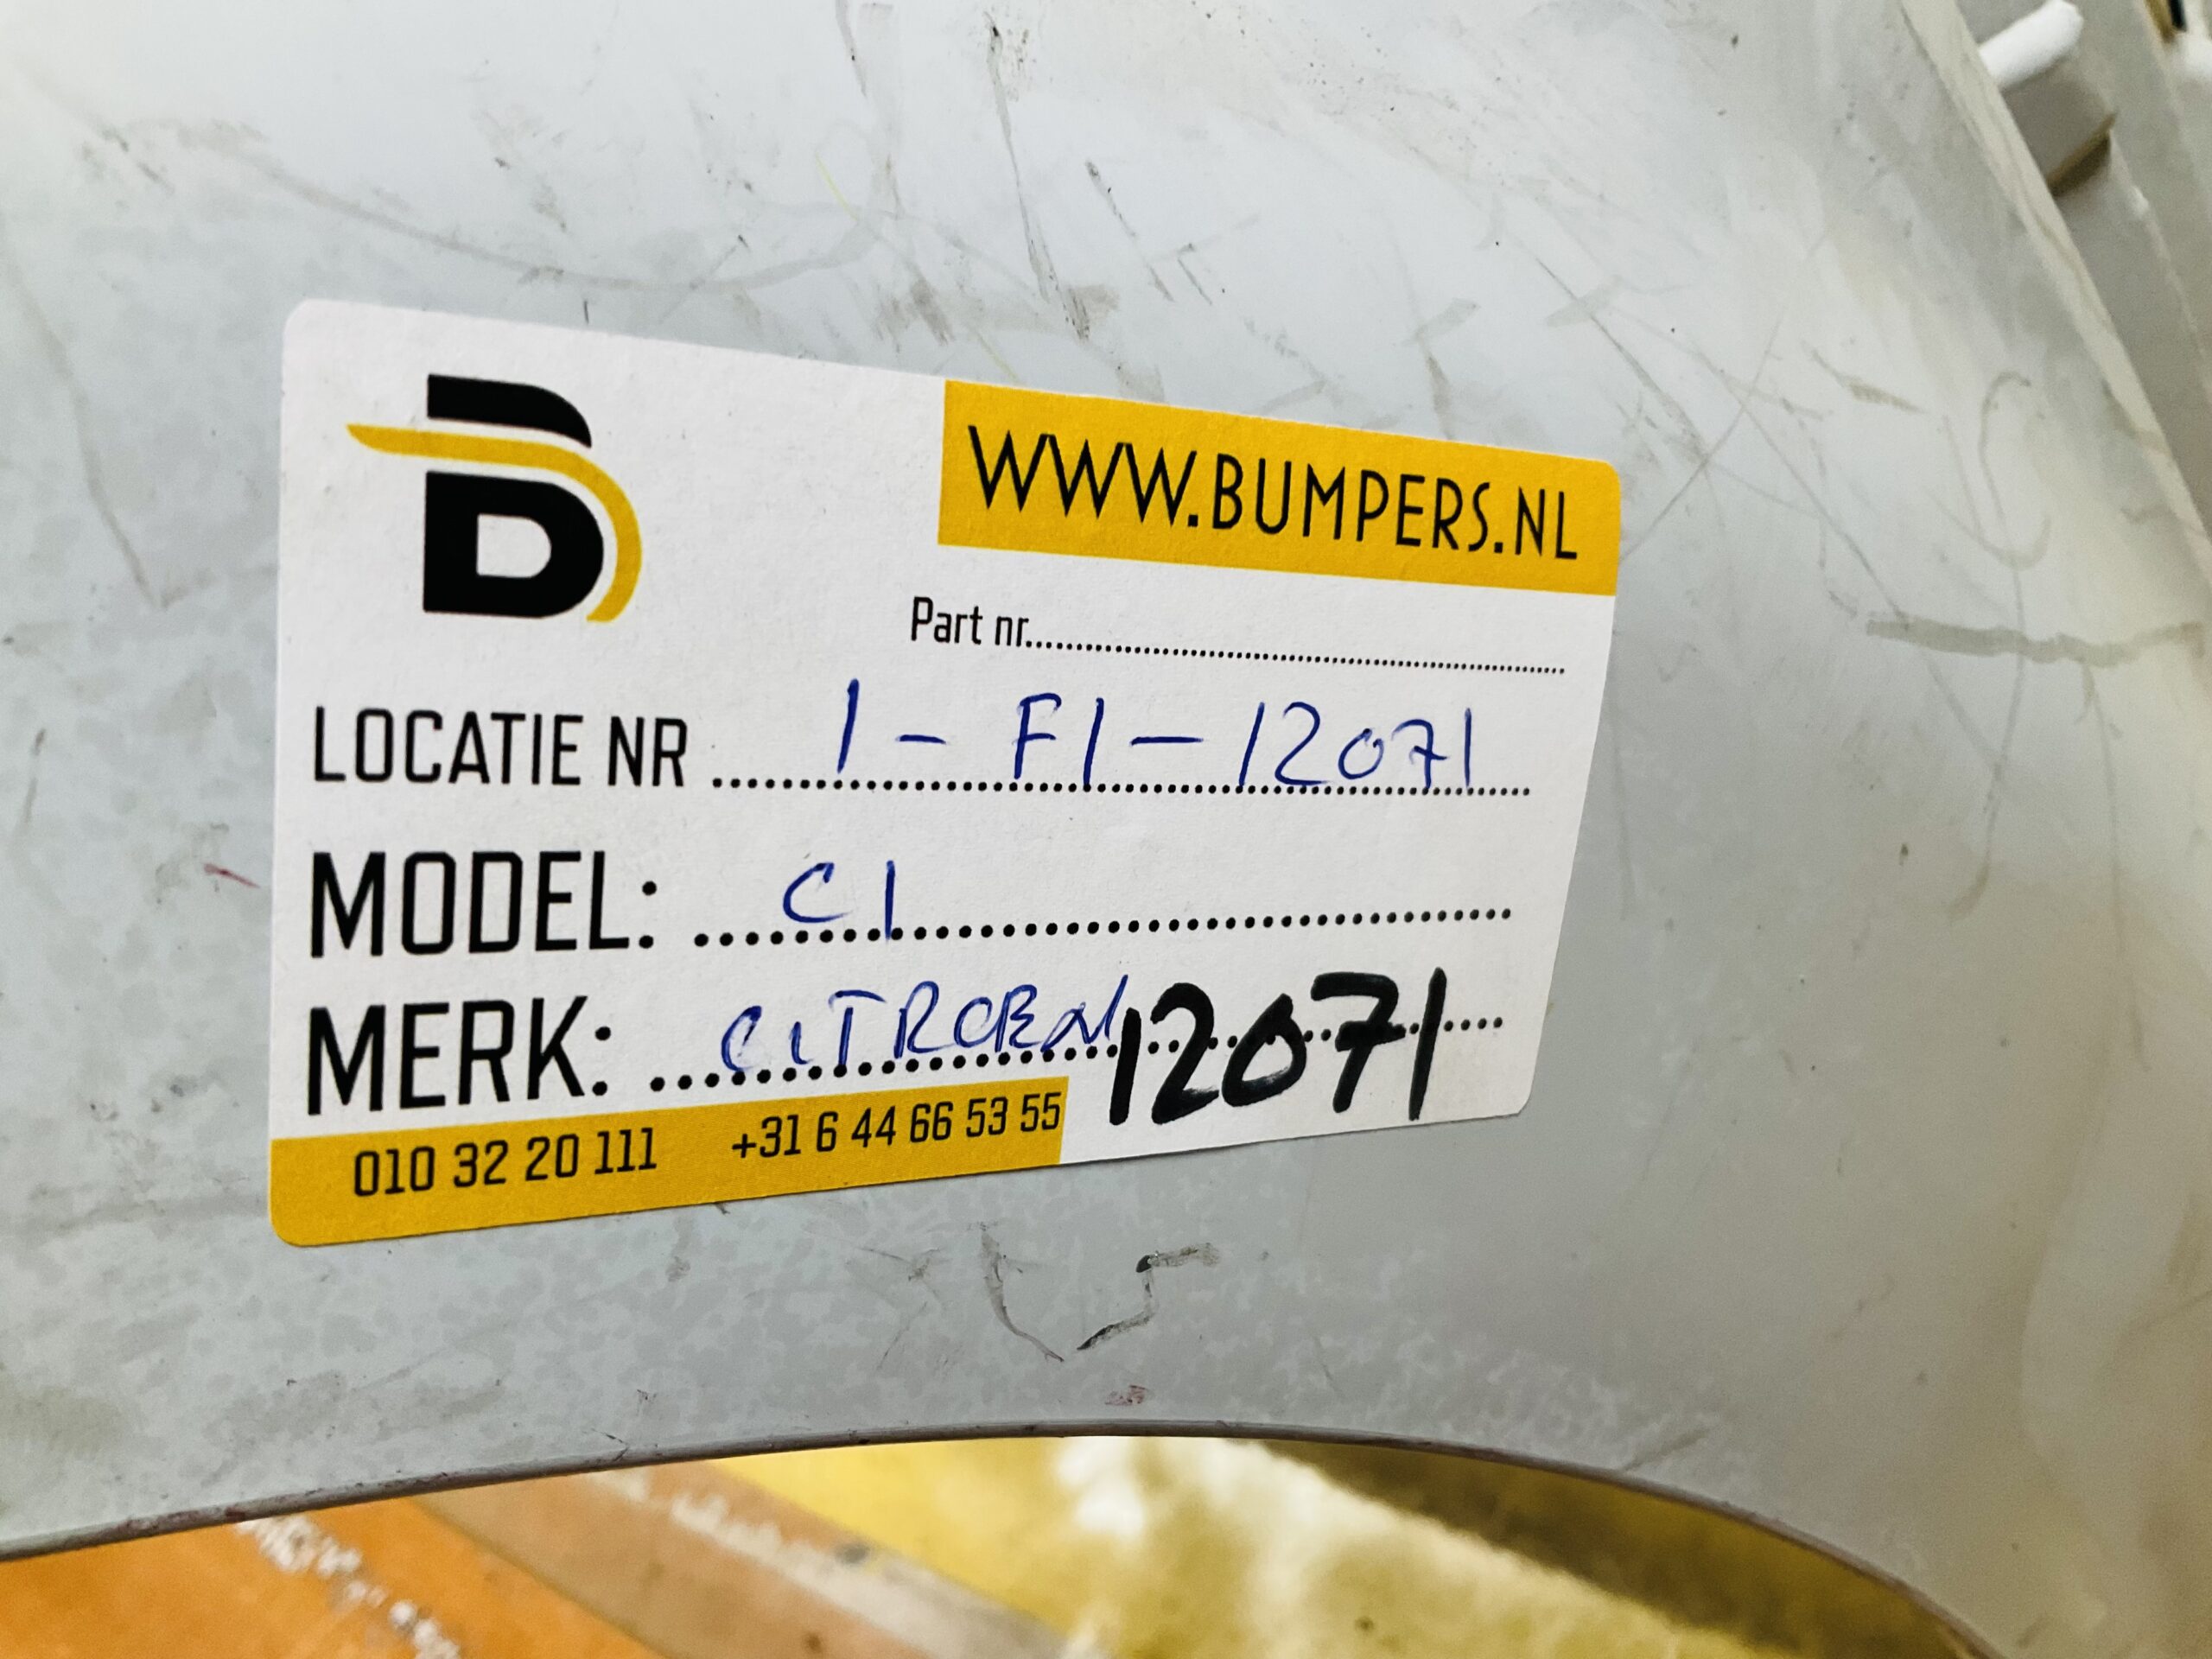 B
WWW.BUMPERS.NL
Part nr.
LOCATIE NR 1 - F1 - 12071
MODEL: C1
MERK: CITROEN 12071
010 32 20 111 +31 6 44 66 53 55